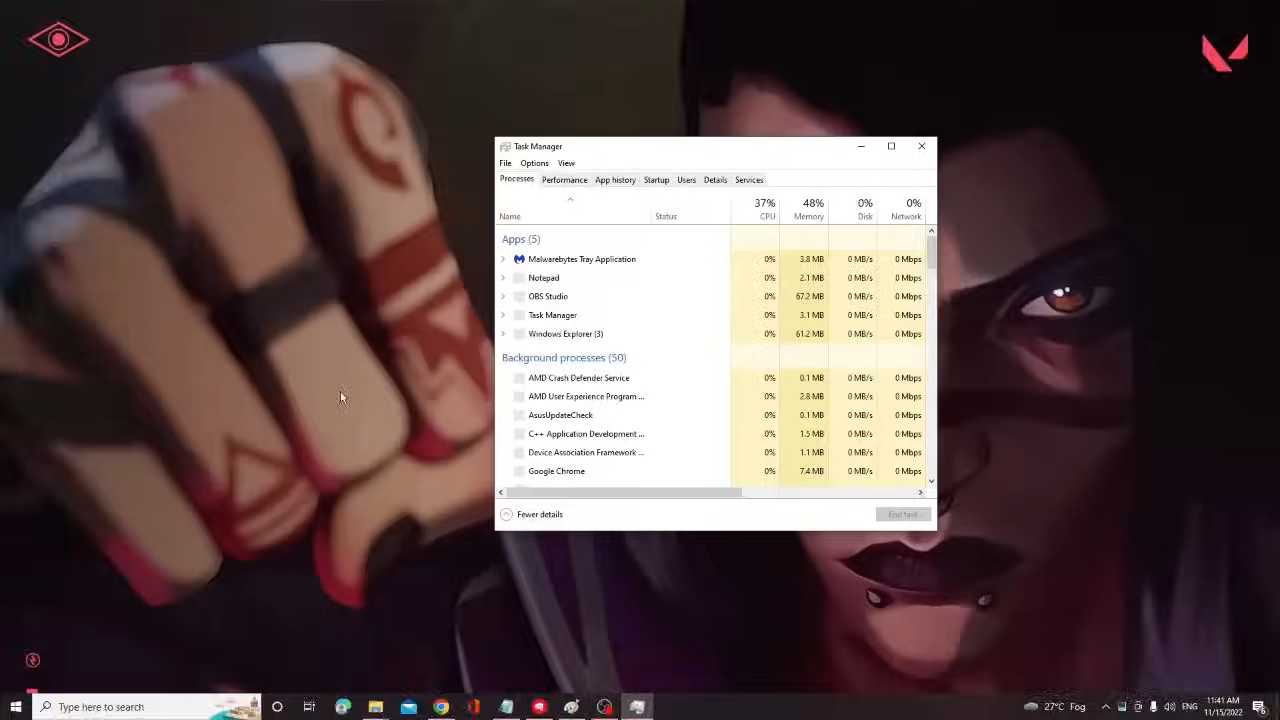 Task Manager
File Options View
Processes Performance App history Startup Users Details Services
37% 48% 0% 0%
Name Status CPU Memory Disk Network
Apps (5)
Malwarebytes Tray Application 0% 3.8 MB 0 MB/s 0 Mbps
Notepad 0% 2.1 MB 0 MB/s 0 Mbps
OBS Studio 0% 67.2 MB 0 MB/s 0 Mbps
Task Manager 0% 3.1 MB 0 MB/s 0 Mbps
Windows Explorer (3) 0% 61.2 MB 0 MB/s 0 Mbps
Background processes (50)
AMD Crash Defender Service 0% 0.1 MB 0 MB/s 0 Mbps
AMD User Experience Program ... 0% 2.8 MB 0 MB/s 0 Mbps
AsusUpdateCheck 0% 0.1 MB 0 MB/s 0 Mbps
C++ Application Development ... 0% 1.5 MB 0 MB/s 0 Mbps
Device Association Framework ... 0% 1.1 MB 0 MB/s 0 Mbps
Google Chrome 0% 7.4 MB 0 MB/s 0 Mbps
Fewer details End task
Type here to search 27°C Fog ENG 11:41 AM
11/15/2022